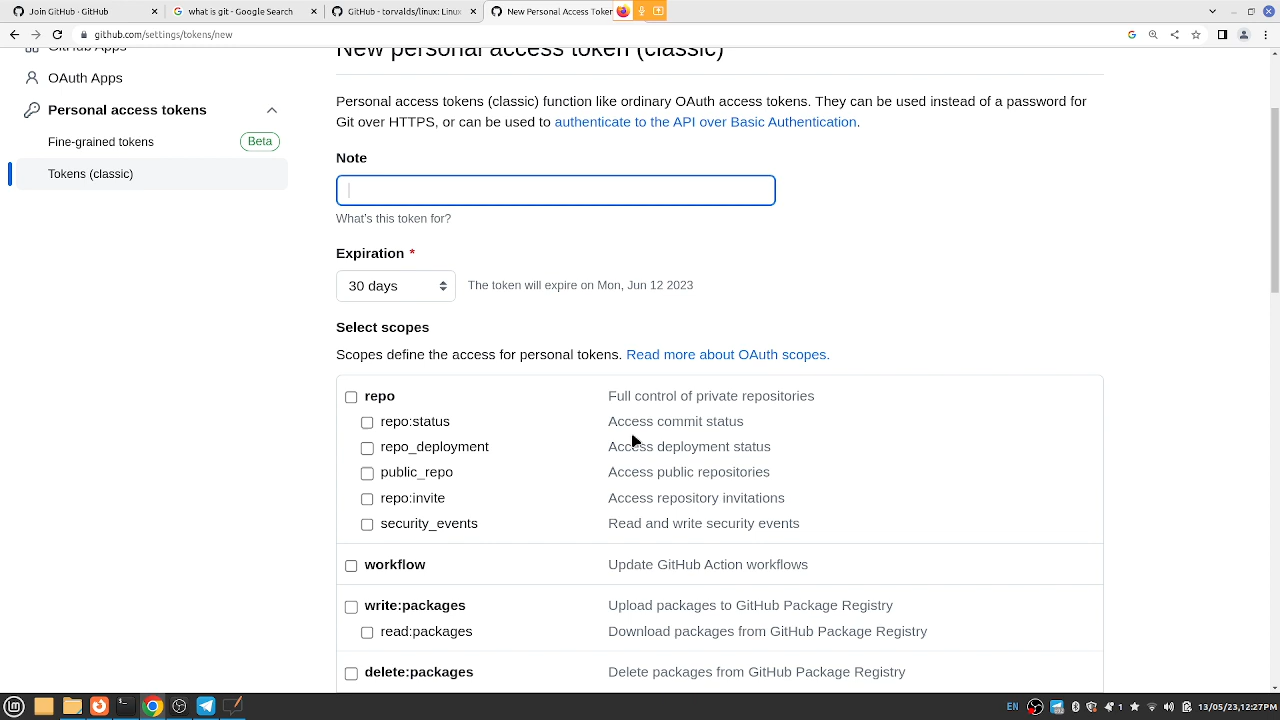 Join GitHub · GitHub
what is git - Google Search
GitHub - torvalds/linux: Linu
New Personal Access Toke
github.com/settings/tokens/new
GitHub Apps
New personal access token (classic)
OAuth Apps
Personal access tokens
Fine-grained tokens
Beta
Tokens (classic)
Personal access tokens (classic) function like ordinary OAuth access tokens. They can be used instead of a password for
Git over HTTPS, or can be used to authenticate to the API over Basic Authentication.
Note
What's this token for?
Expiration *
30 days
The token will expire on Mon, Jun 12 2023
Select scopes
Scopes define the access for personal tokens. Read more about OAuth scopes.
repo
Full control of private repositories
repo:status
Access commit status
repo_deployment
Access deployment status
public_repo
Access public repositories
repo:invite
Access repository invitations
security_events
Read and write security events
workflow
Update GitHub Action workflows
write:packages
Upload packages to GitHub Package Registry
read:packages
Download packages from GitHub Package Registry
delete:packages
Delete packages from GitHub Package Registry
EN
1
13/05/23,12:27PM